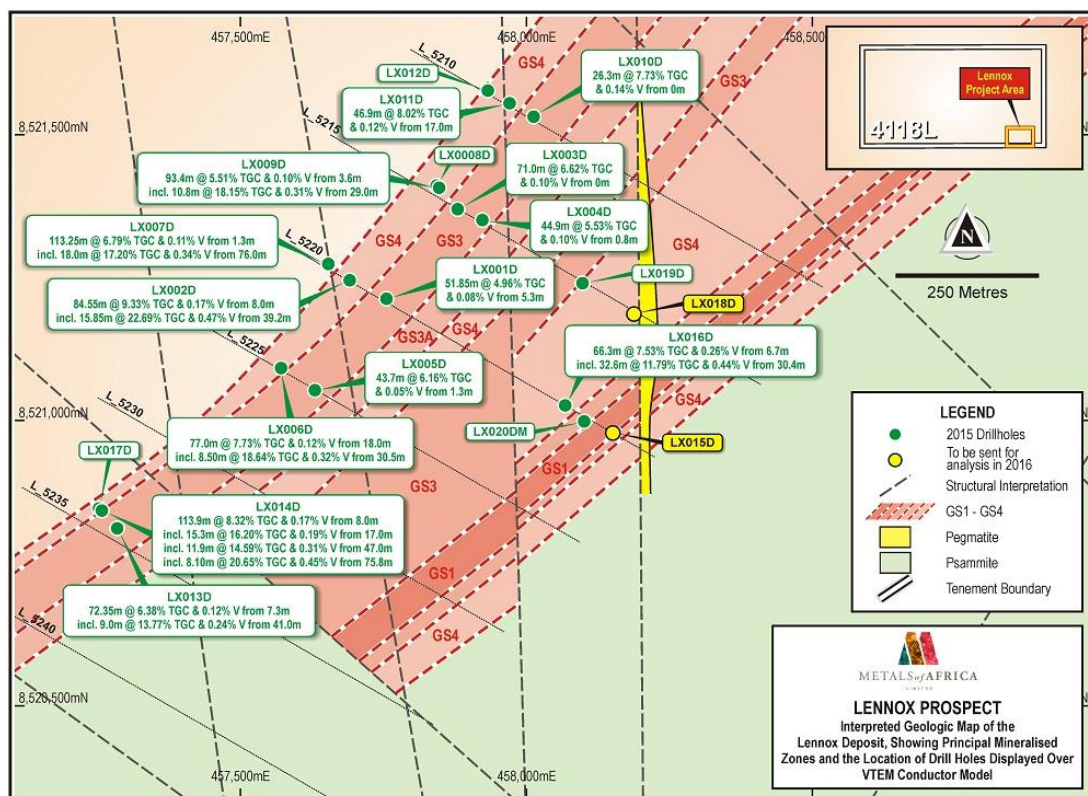 457,500mE
458,000mE
458,500
8,521,500mN
8,521,000mN
8,520,500mN
457,500mE
458,000mE
L_5210
L_5215
L_5220
L_5225
L_5230
L_5235
L_5240
GS4
GS3
GS4
GS3
GS4
GS3A
GS4
GS4
GS1
GS3
GS1
GS4
LX012D
LX011D
46.9m @ 8.02% TGC
& 0.12% V from 17.0m
LX010D
26.3m @ 7.73% TGC
& 0.14% V from 0m
LX009D
93.4m @ 5.51% TGC & 0.10% V from 3.6m
incl. 10.8m @ 18.15% TGC & 0.31% V from 29.0m
LX0008D
LX003D
71.0m @ 6.62% TGC
& 0.10% V from 0m
LX004D
44.9m @ 5.53% TGC
& 0.10% V from 0.8m
LX007D
113.25m @ 6.79% TGC & 0.11% V from 1.3m
incl. 18.0m @ 17.20% TGC & 0.34% V from 76.0m
LX002D
84.55m @ 9.33% TGC & 0.17% V from 8.0m
incl. 15.85m @ 22.69% TGC & 0.47% V from 39.2m
LX001D
51.85m @ 4.96% TGC
& 0.08% V from 5.3m
LX019D
LX018D
LX016D
66.3m @ 7.53% TGC & 0.26% V from 6.7m
incl. 32.6m @ 11.79% TGC & 0.44% V from 30.4m
LX005D
43.7m @ 6.16% TGC
& 0.05% V from 1.3m
LX006D
77.0m @ 7.73% TGC & 0.12% V from 18.0m
incl. 8.50m @ 18.64% TGC & 0.32% V from 30.5m
LX020DM
LX015D
LX017D
LX014D
113.9m @ 8.32% TGC & 0.17% V from 8.0m
incl. 15.3m @ 16.20% TGC & 0.19% V from 17.0m
incl. 11.9m @ 14.59% TGC & 0.31% V from 47.0m
incl. 8.10m @ 20.65% TGC & 0.45% V from 75.8m
LX013D
72.35m @ 6.38% TGC & 0.12% V from 7.3m
incl. 9.0m @ 13.77% TGC & 0.24% V from 41.0m
Lennox
Project Area
4118L
N
250 Metres
LEGEND
2015 Drillholes
To be sent for
analysis in 2016
Structural Interpretation
GS1 - GS4
Pegmatite
Psammite
Tenement Boundary
METALS of AFRICA
LIMITED
LENNOX PROSPECT
Interpreted Geologic Map of the
Lennox Deposit, Showing Principal Mineralised
Zones and the Location of Drill Holes Displayed Over
VTEM Conductor Model